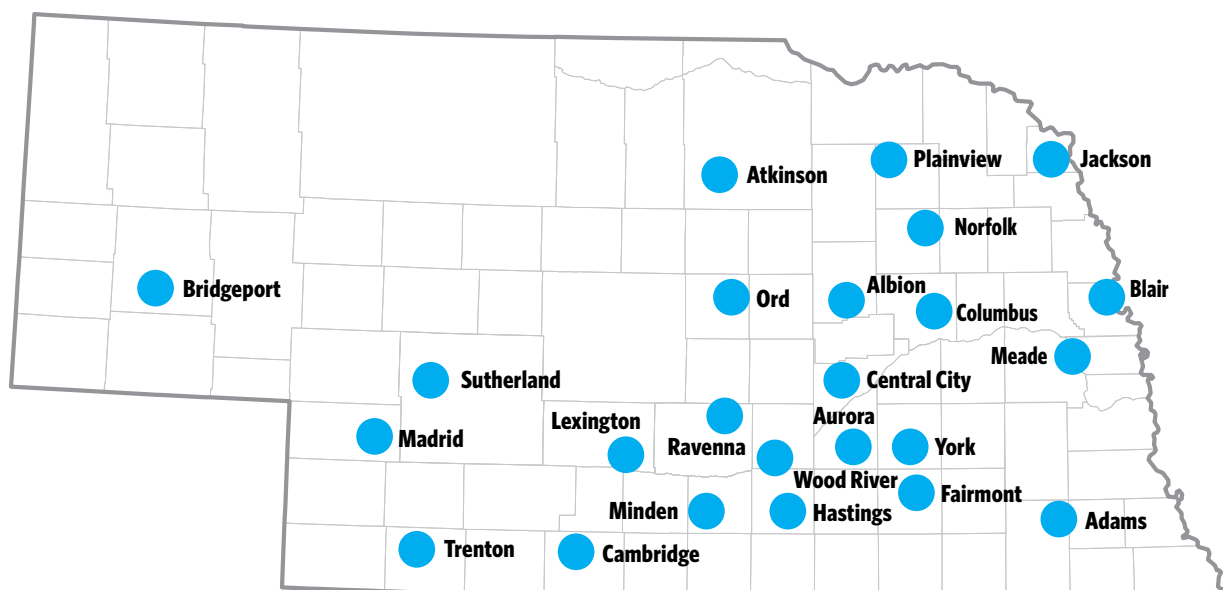 Plainview
Jackson
Atkinson
Norfolk
Bridgeport
Albion
Blair
Ord
Columbus
Meade
Sutherland
Central City
Lexington
Aurora
Madrid
Ravenna
York
Wood River
Fairmont
Minden
Hastings
Adams
Trenton
Cambridge